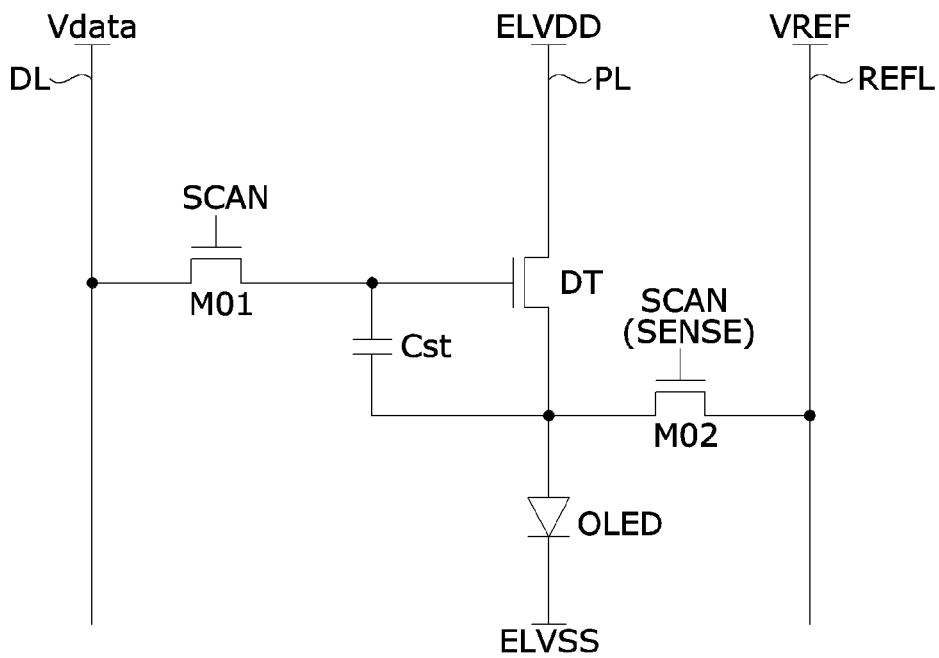 Vdata
ELVDD
VREF
DL
PL
REFL
SCAN
M01
DT
SCAN
(SENSE)
Cst
M02
OLED
ELVSS